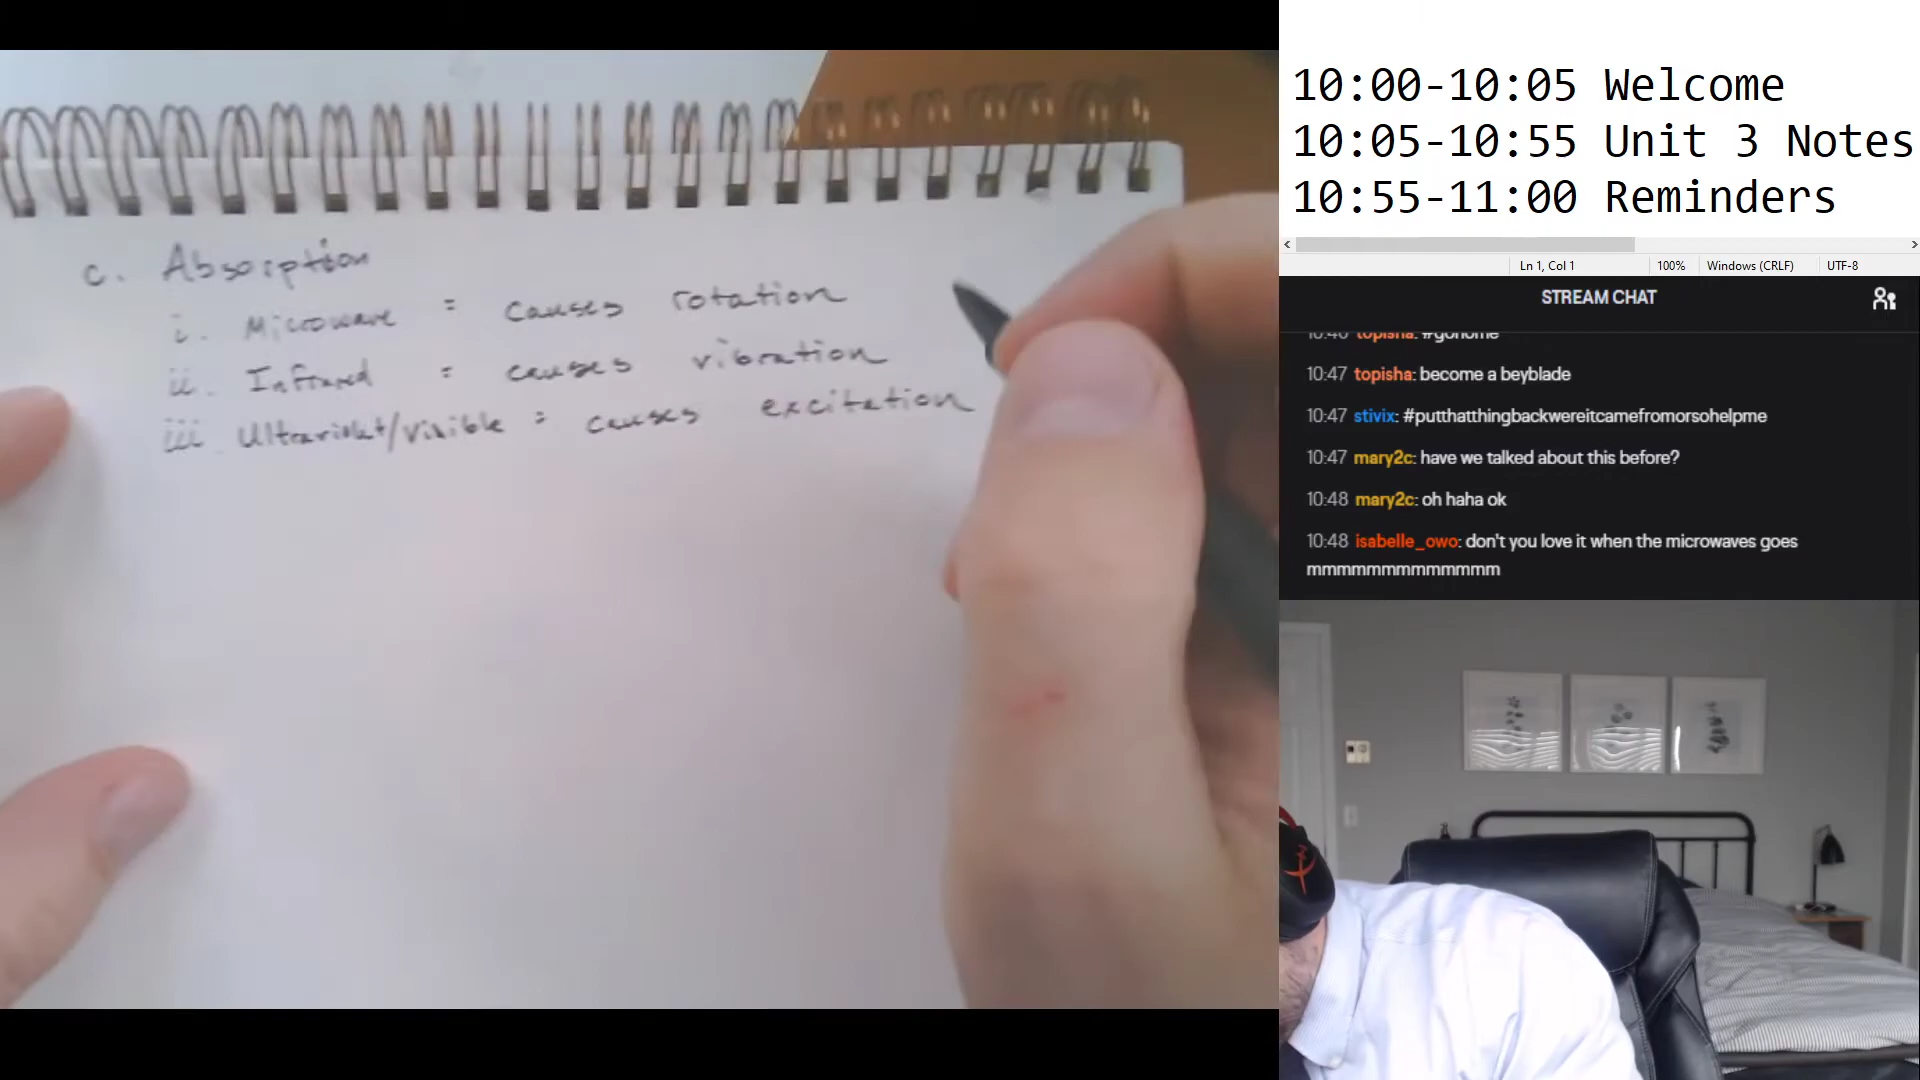 c. Absorption
i. Microwave = causes rotation
ii. Infrared = causes vibration
iii. Ultraviolet/visible = causes excitation
10:00-10:05 Welcome
10:05-10:55 Unit 3 Notes
10:55-11:00 Reminders
Ln 1, Col 1 100% Windows (CRLF) UTF-8
STREAM CHAT
topisha: #gohome
10:47 topisha: become a beyblade
10:47 stivix: #putthatthingbackwereitcamefromorsohelpme
10:47 mary2c: have we talked about this before?
10:48 mary2c: oh haha ok
10:48 isabelle_owo: don't you love it when the microwaves goes
mmmmmmmmmmmmm